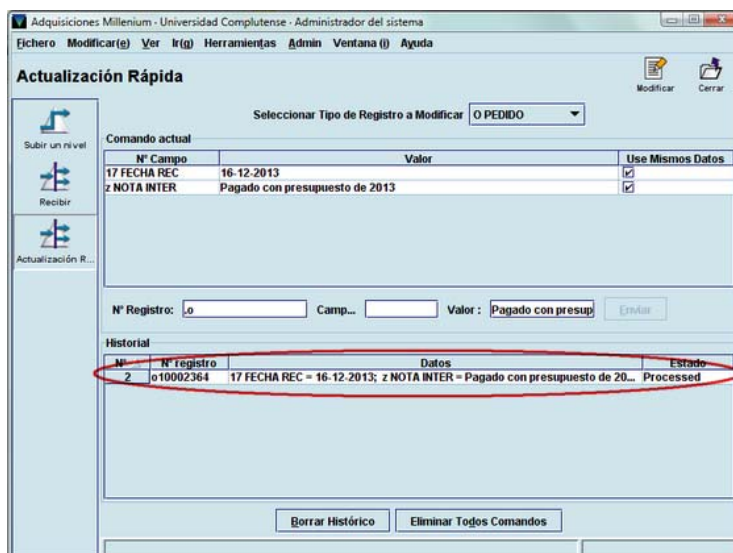 Adquisiciones Millenium - Universidad Complutense - Administrador del sistema
Fichero Modificar(e) Ver Ir(q) Herramientas Admin Ventana (i) Ayuda
Actualización Rápida
Modificar Cerrar
Seleccionar Tipo de Registro a Modificar O PEDIDO
Subir un nivel
Recibir
Actualización R...
Comando actual
Nº Campo Valor Use Mismos Datos
17 FECHA REC 16-12-2013
z NOTA INTER Pagado con presupuesto de 2013
Nº Registro: .o Camp... Valor : Pagado con presup Enviar
Historial
Nº Nº registro Datos Estado
2 o10002364 17 FECHA REC = 16-12-2013; z NOTA INTER = Pagado con presupuesto de 20... Processed
Borrar Histórico Eliminar Todos Comandos